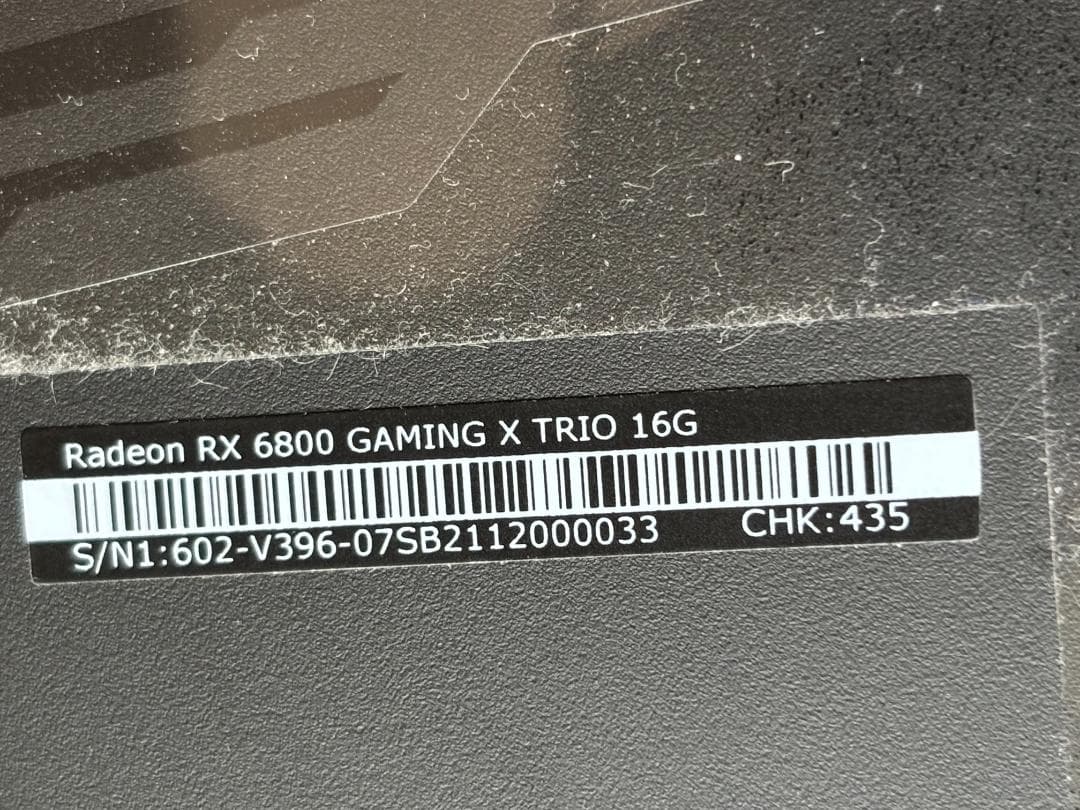 Radeon RX 6800 GAMING X TRIO 16G
S/N1:602-V396-07SB2112000033 CHK:435